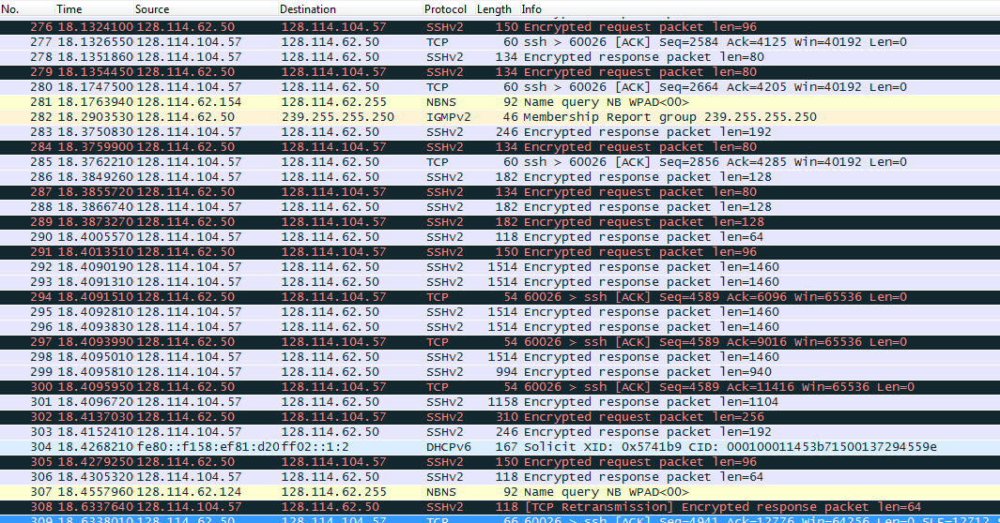 No. Time Source Destination Protocol Length Info
276 18.1324100 128.114.62.50 128.114.104.57 SSHv2 150 Encrypted request packet len=96
277 18.1326550 128.114.104.57 128.114.62.50 TCP 60 ssh > 60026 [ACK] Seq=2584 Ack=4125 Win=40192 Len=0
278 18.1351860 128.114.104.57 128.114.62.50 SSHv2 134 Encrypted response packet len=80
279 18.1354450 128.114.62.50 128.114.104.57 SSHv2 134 Encrypted request packet len=80
280 18.1747500 128.114.104.57 128.114.62.50 TCP 60 ssh > 60026 [ACK] Seq=2664 Ack=4205 Win=40192 Len=0
281 18.1763940 128.114.62.154 128.114.62.255 NBNS 92 Name query NB WPAD<00>
282 18.2903530 128.114.62.50 239.255.255.250 IGMPv2 46 Membership Report group 239.255.255.250
283 18.3750830 128.114.104.57 128.114.62.50 SSHv2 246 Encrypted response packet len=192
284 18.3759900 128.114.62.50 128.114.104.57 SSHv2 134 Encrypted request packet len=80
285 18.3762210 128.114.104.57 128.114.62.50 TCP 60 ssh > 60026 [ACK] Seq=2856 Ack=4285 Win=40192 Len=0
286 18.3849260 128.114.104.57 128.114.62.50 SSHv2 182 Encrypted response packet len=128
287 18.3855720 128.114.62.50 128.114.104.57 SSHv2 134 Encrypted request packet len=80
288 18.3866740 128.114.104.57 128.114.62.50 SSHv2 182 Encrypted response packet len=128
289 18.3873270 128.114.62.50 128.114.104.57 SSHv2 182 Encrypted request packet len=128
290 18.4005570 128.114.104.57 128.114.62.50 SSHv2 118 Encrypted response packet len=64
291 18.4013510 128.114.62.50 128.114.104.57 SSHv2 150 Encrypted request packet len=96
292 18.4090190 128.114.104.57 128.114.62.50 SSHv2 1514 Encrypted response packet len=1460
293 18.4091310 128.114.104.57 128.114.62.50 SSHv2 1514 Encrypted response packet len=1460
294 18.4091510 128.114.62.50 128.114.104.57 TCP 54 60026 > ssh [ACK] Seq=4589 Ack=6096 Win=65536 Len=0
295 18.4092810 128.114.104.57 128.114.62.50 SSHv2 1514 Encrypted response packet len=1460
296 18.4093830 128.114.104.57 128.114.62.50 SSHv2 1514 Encrypted response packet len=1460
297 18.4093990 128.114.62.50 128.114.104.57 TCP 54 60026 > ssh [ACK] Seq=4589 Ack=9016 Win=65536 Len=0
298 18.4095010 128.114.104.57 128.114.62.50 SSHv2 1514 Encrypted response packet len=1460
299 18.4095810 128.114.104.57 128.114.62.50 SSHv2 994 Encrypted response packet len=940
300 18.4095950 128.114.62.50 128.114.104.57 TCP 54 60026 > ssh [ACK] Seq=4589 Ack=11416 Win=65536 Len=0
301 18.4096720 128.114.104.57 128.114.62.50 SSHv2 1158 Encrypted response packet len=1104
302 18.4137030 128.114.62.50 128.114.104.57 SSHv2 310 Encrypted request packet len=256
303 18.4152410 128.114.104.57 128.114.62.50 SSHv2 246 Encrypted response packet len=192
304 18.4268210 fe80::f158:ef81:d20 ff02::1:2 DHCPv6 167 Solicit XID: 0x5741b9 CID: 000100011453b71500137294559e
305 18.4279250 128.114.62.50 128.114.104.57 SSHv2 150 Encrypted request packet len=96
306 18.4305320 128.114.104.57 128.114.62.50 SSHv2 118 Encrypted response packet len=64
307 18.4557960 128.114.62.124 128.114.62.255 NBNS 92 Name query NB WPAD<00>
308 18.6337640 128.114.104.57 128.114.62.50 SSHv2 118 [TCP Retransmission] Encrypted response packet len=64
309 18.6338010 128.114.62.50 128.114.104.57 TCP 66 60026 > ssh [ACK] Seq=4941 Ack=12776 Win=64256 Len=0 SLE=12712